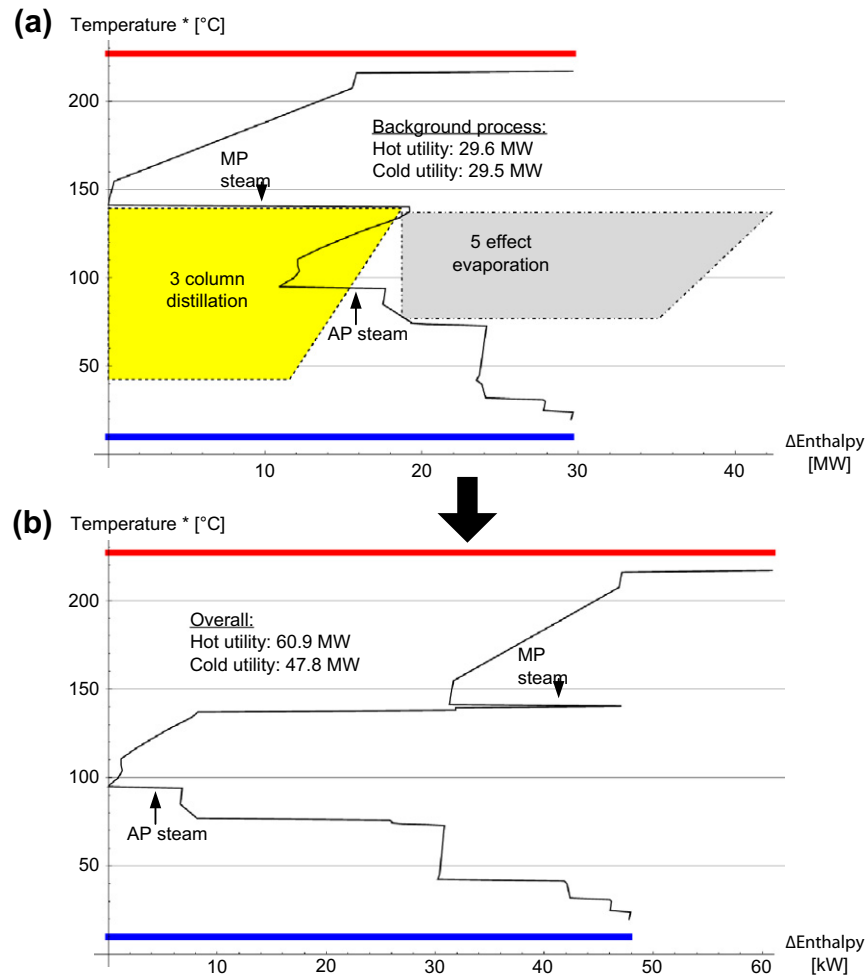 (a)
Temperature * [°C]
200
Background process:
Hot utility: 29.6 MW
Cold utility: 29.5 MW
MP
steam
150
5 effect
evaporation
3 column
distillation
100
AP steam
50
ΔEnthalpy
[MW]
10
20
30
40
(b)
Temperature * [°C]
200
Overall:
Hot utility: 60.9 MW
Cold utility: 47.8 MW
MP
steam
150
100
AP steam
50
ΔEnthalpy
[kW]
10
20
30
40
50
60